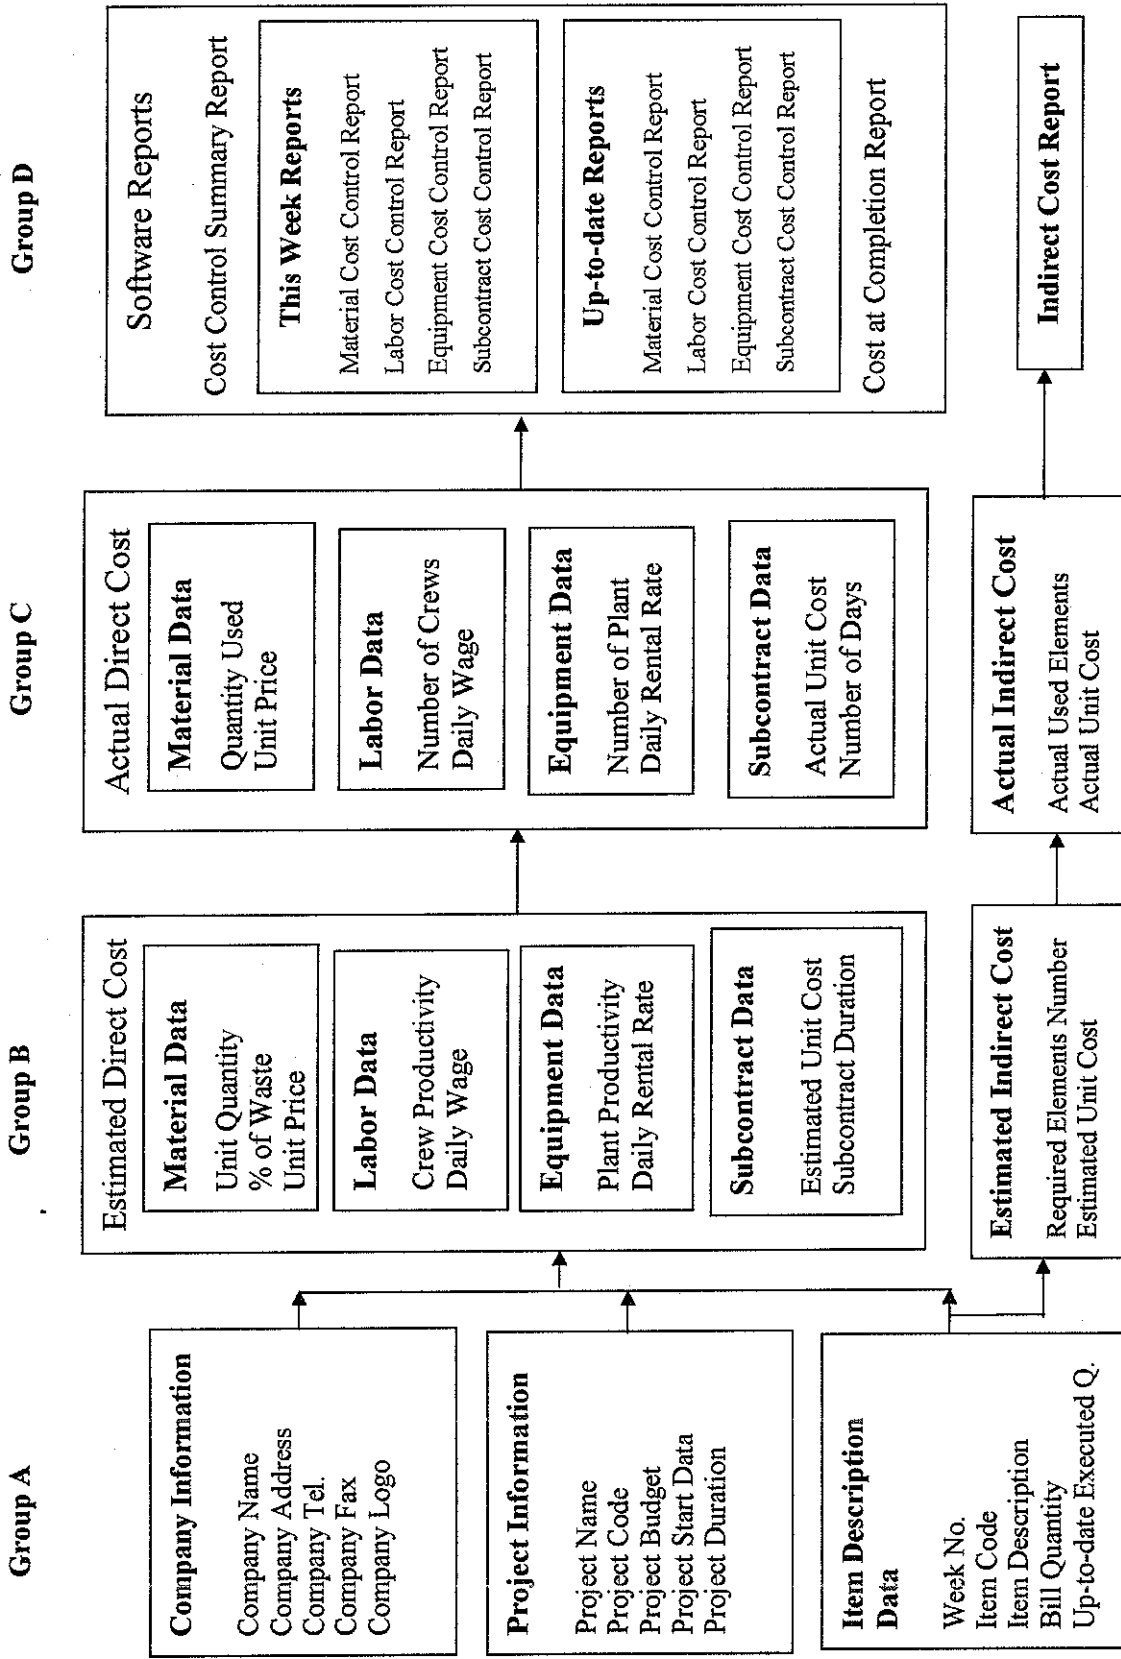 Group A
Company Information
Company Name
Company Address
Company Tel.
Company Fax
Company Logo
Project Information
Project Name
Project Code
Project Budget
Project Start Data
Project Duration
Item Description
Data
Week No.
Item Code
Item Description
Bill Quantity
Up-to-date Executed Q.
Group B
Estimated Direct Cost
Material Data
Unit Quantity
% of Waste
Unit Price
Labor Data
Crew Productivity
Daily Wage
Equipment Data
Plant Productivity
Daily Rental Rate
Subcontract Data
Estimated Unit Cost
Subcontract Duration
Estimated Indirect Cost
Required Elements Number
Estimated Unit Cost
Group C
Actual Direct Cost
Material Data
Quantity Used
Unit Price
Labor Data
Number of Crews
Daily Wage
Equipment Data
Number of Plant
Daily Rental Rate
Subcontract Data
Actual Unit Cost
Number of Days
Actual Indirect Cost
Actual Used Elements
Actual Unit Cost
Group D
Software Reports
Cost Control Summary Report
This Week Reports
Material Cost Control Report
Labor Cost Control Report
Equipment Cost Control Report
Subcontract Cost Control Report
Up-to-date Reports
Material Cost Control Report
Labor Cost Control Report
Equipment Cost Control Report
Subcontract Cost Control Report
Cost at Completion Report
Indirect Cost Report